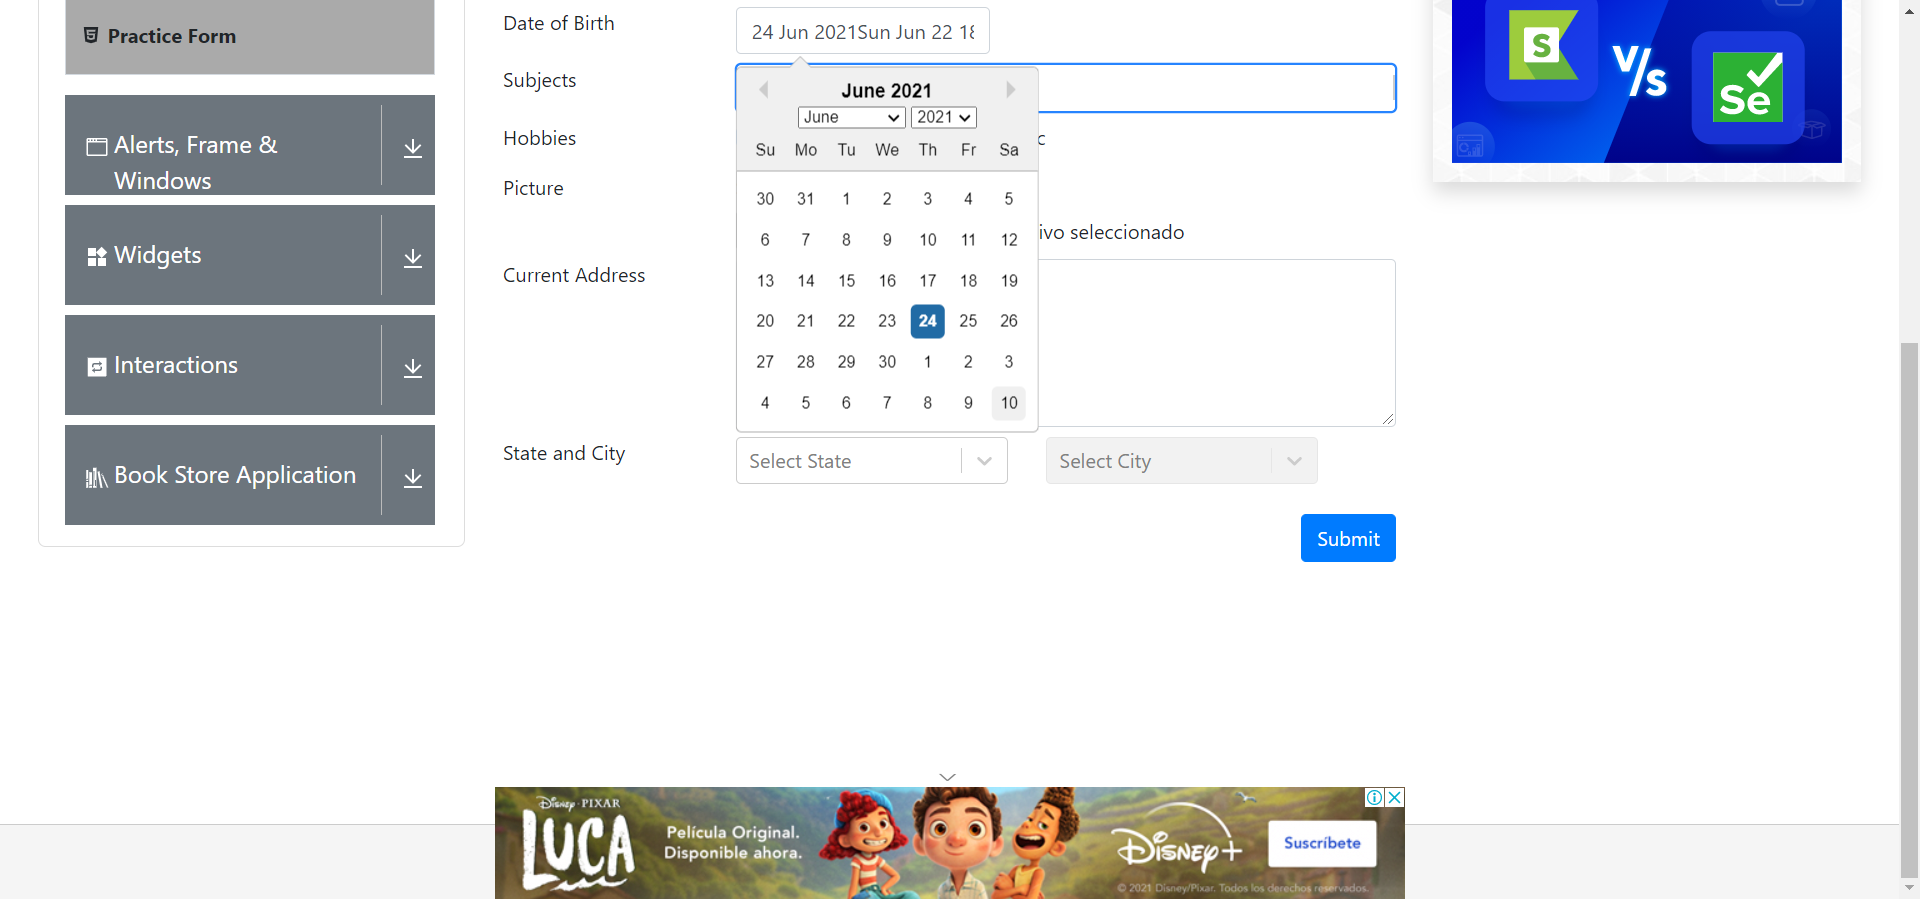 Practice Form
Alerts, Frame &
Windows
Widgets
Interactions
Book Store Application
Date of Birth
24 Jun 2021Sun Jun 22 18
Subjects
Hobbies
c
Picture
ivo seleccionado
Current Address
State and City
Select State
Select City
Submit
June 2021
June
2021
Su Mo Tu We Th Fr Sa
30 31 1 2 3 4 5
6 7 8 9 10 11 12
13 14 15 16 17 18 19
20 21 22 23 24 25 26
27 28 29 30 1 2 3
4 5 6 7 8 9 10
S
V/s
Se
Disney · PIXAR
LUCA
Película Original.
Disponible ahora.
Disney+
Suscríbete
© 2021 Disney/Pixar. Todos los derechos reservados.